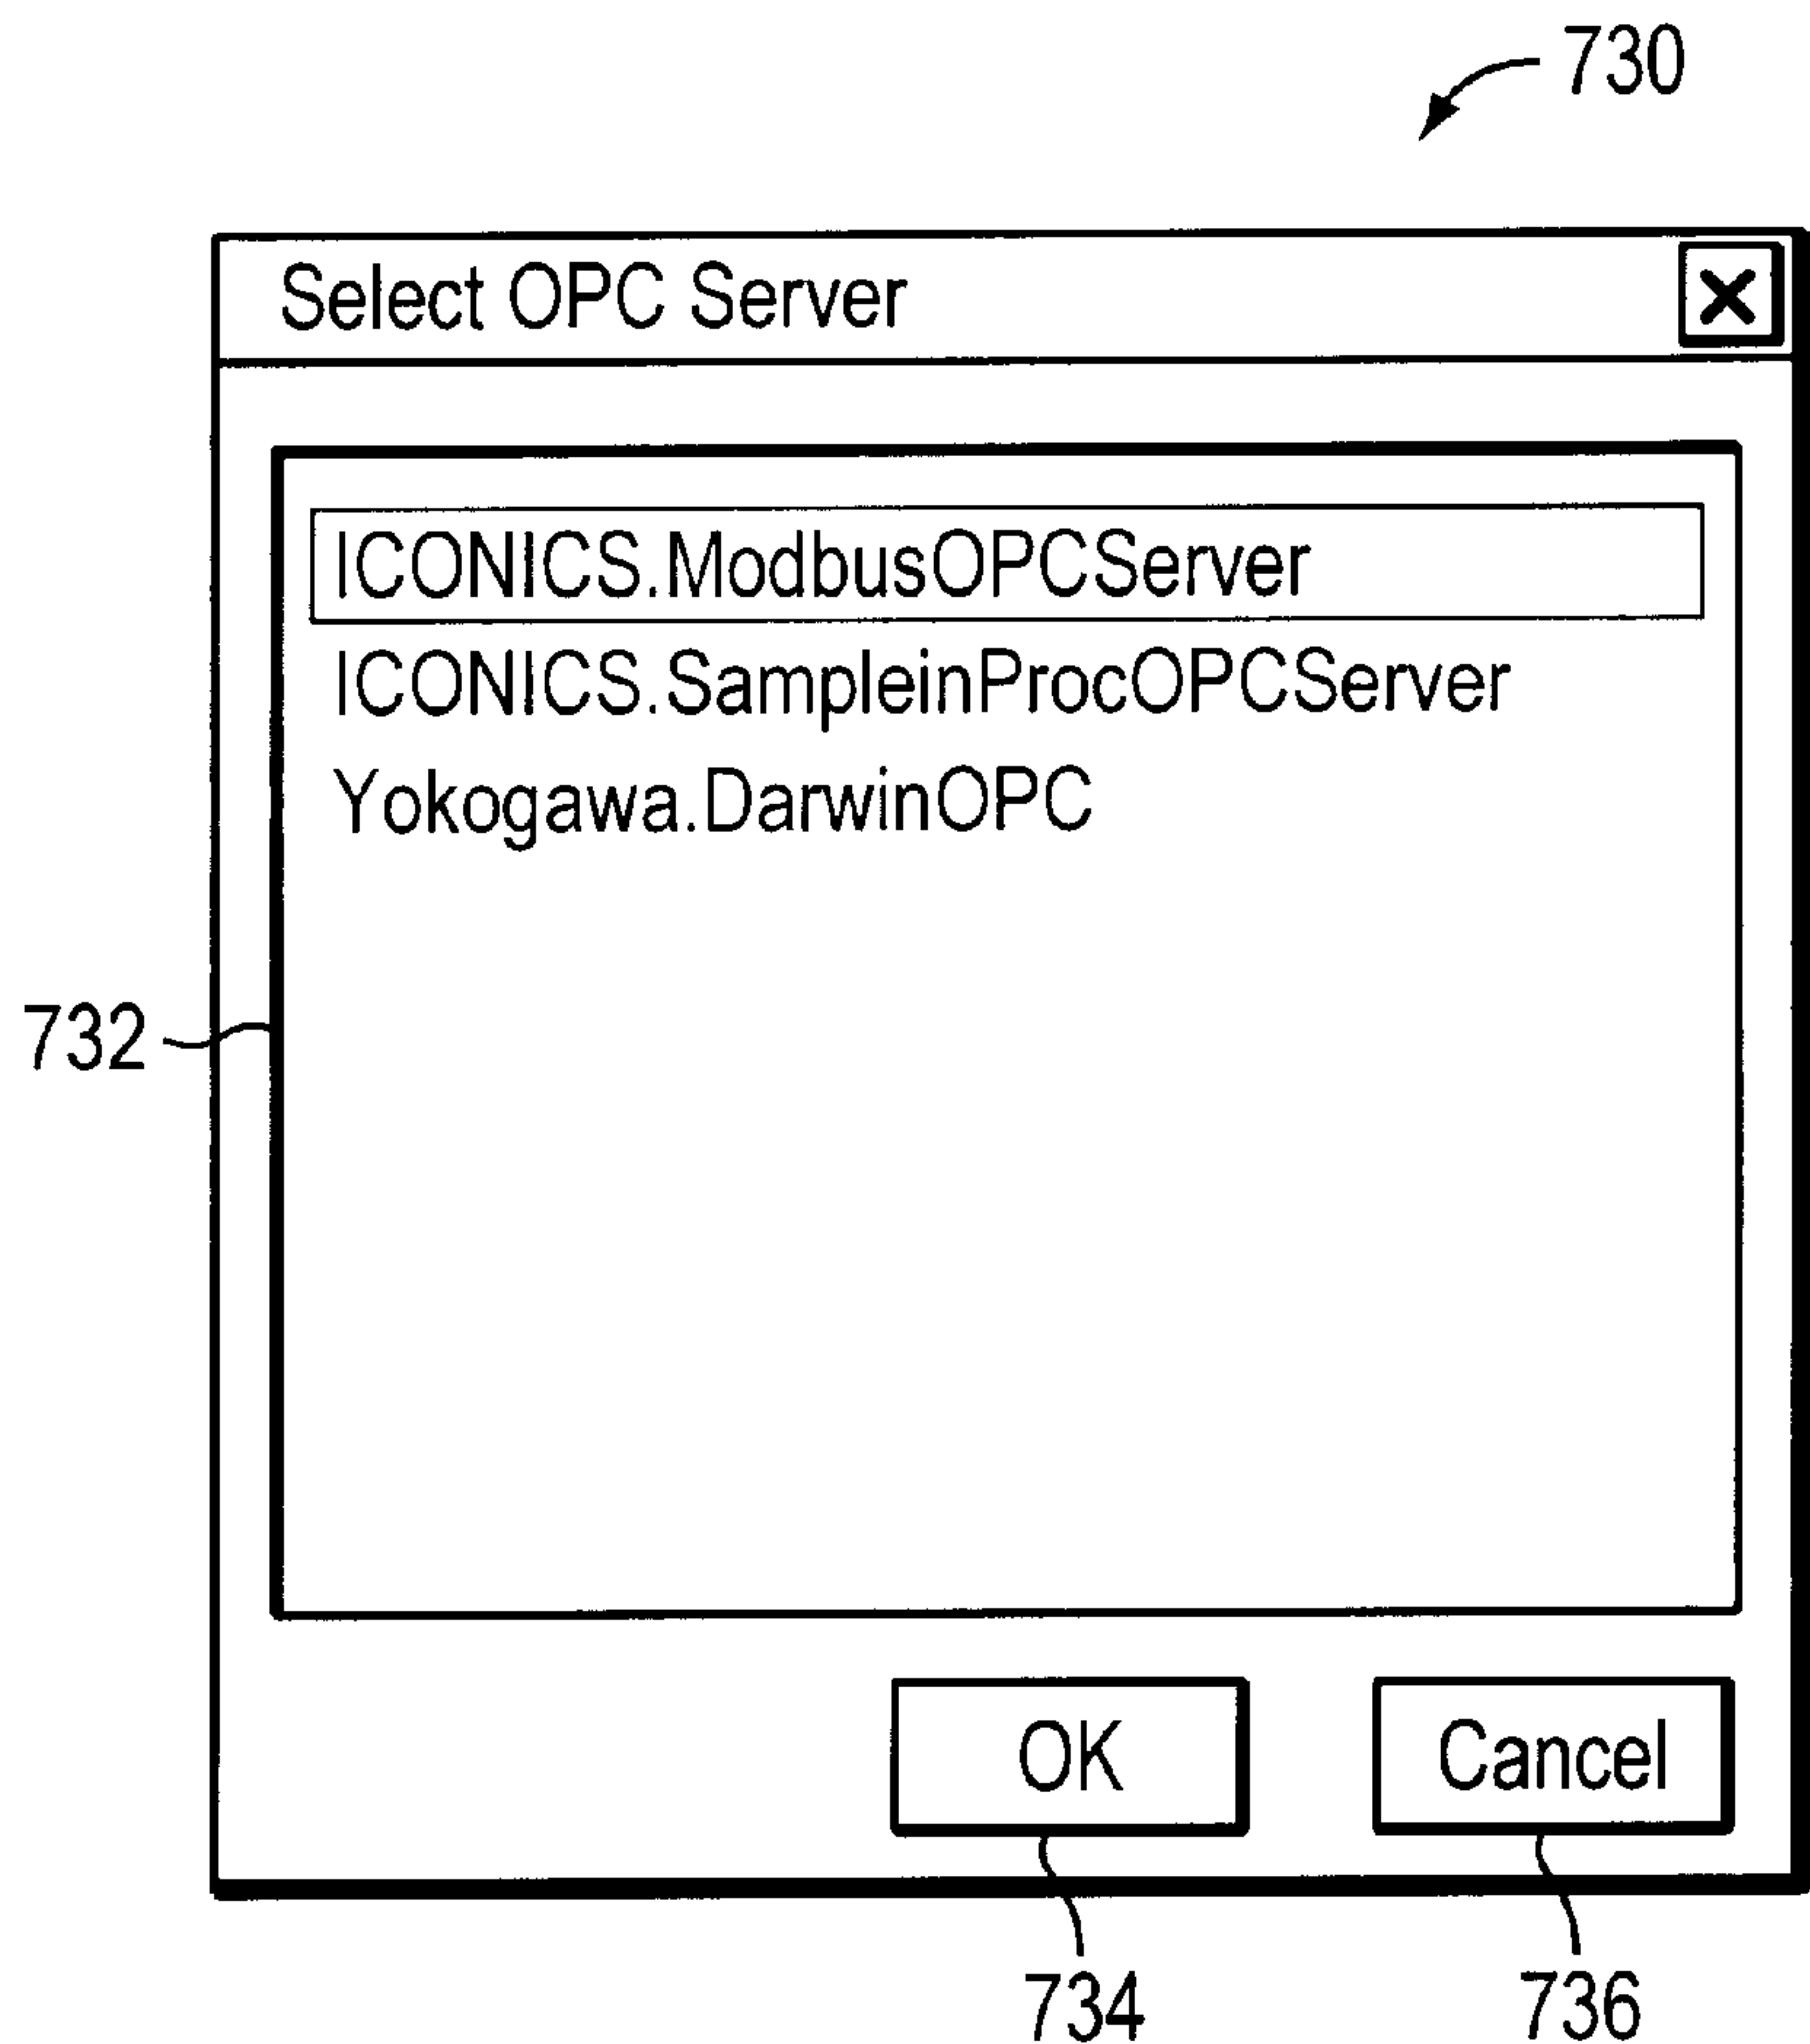 730
Select OPC Server
ICONICS.ModbusOPCServer
ICONICS.SampleinProcOPCServer
Yokogawa.DarwinOPC
732
OK Cancel
734 736